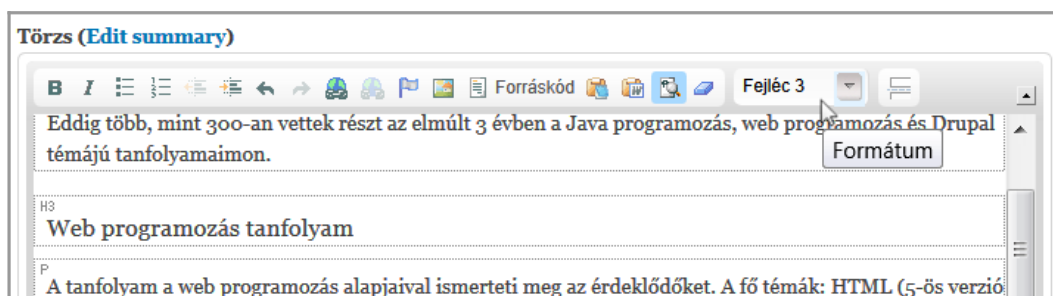 Törzs (Edit summary)
B I Forráskód Fejléc 3
Eddig több, mint 300-an vettek részt az elmúlt 3 évben a Java programozás, web programozás és Drupal
témájú tanfolyamaimon.
Formátum
H3
Web programozás tanfolyam
P
A tanfolyam a web programozás alapjaival ismerteti meg az érdeklődőket. A fő témák: HTML (5-ös verzió